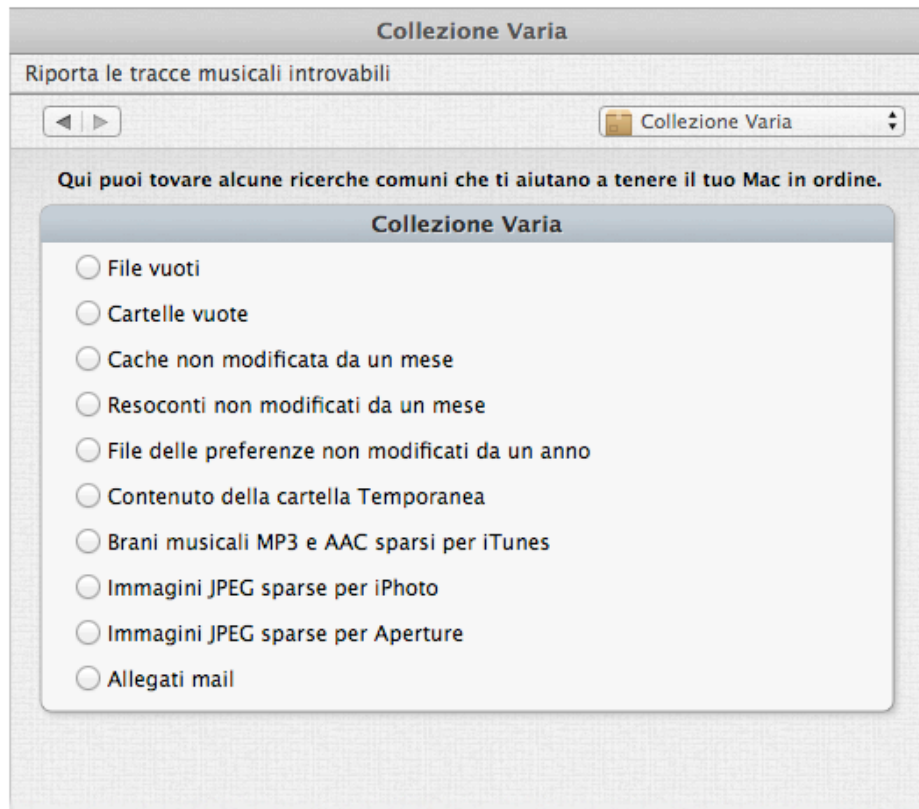 Collezione Varia
Riporta le tracce musicali introvabili
Collezione Varia
Qui puoi tovare alcune ricerche comuni che ti aiutano a tenere il tuo Mac in ordine.
Collezione Varia
File vuoti
Cartelle vuote
Cache non modificata da un mese
Resoconti non modificati da un mese
File delle preferenze non modificati da un anno
Contenuto della cartella Temporanea
Brani musicali MP3 e AAC sparsi per iTunes
Immagini JPEG sparse per iPhoto
Immagini JPEG sparse per Aperture
Allegati mail